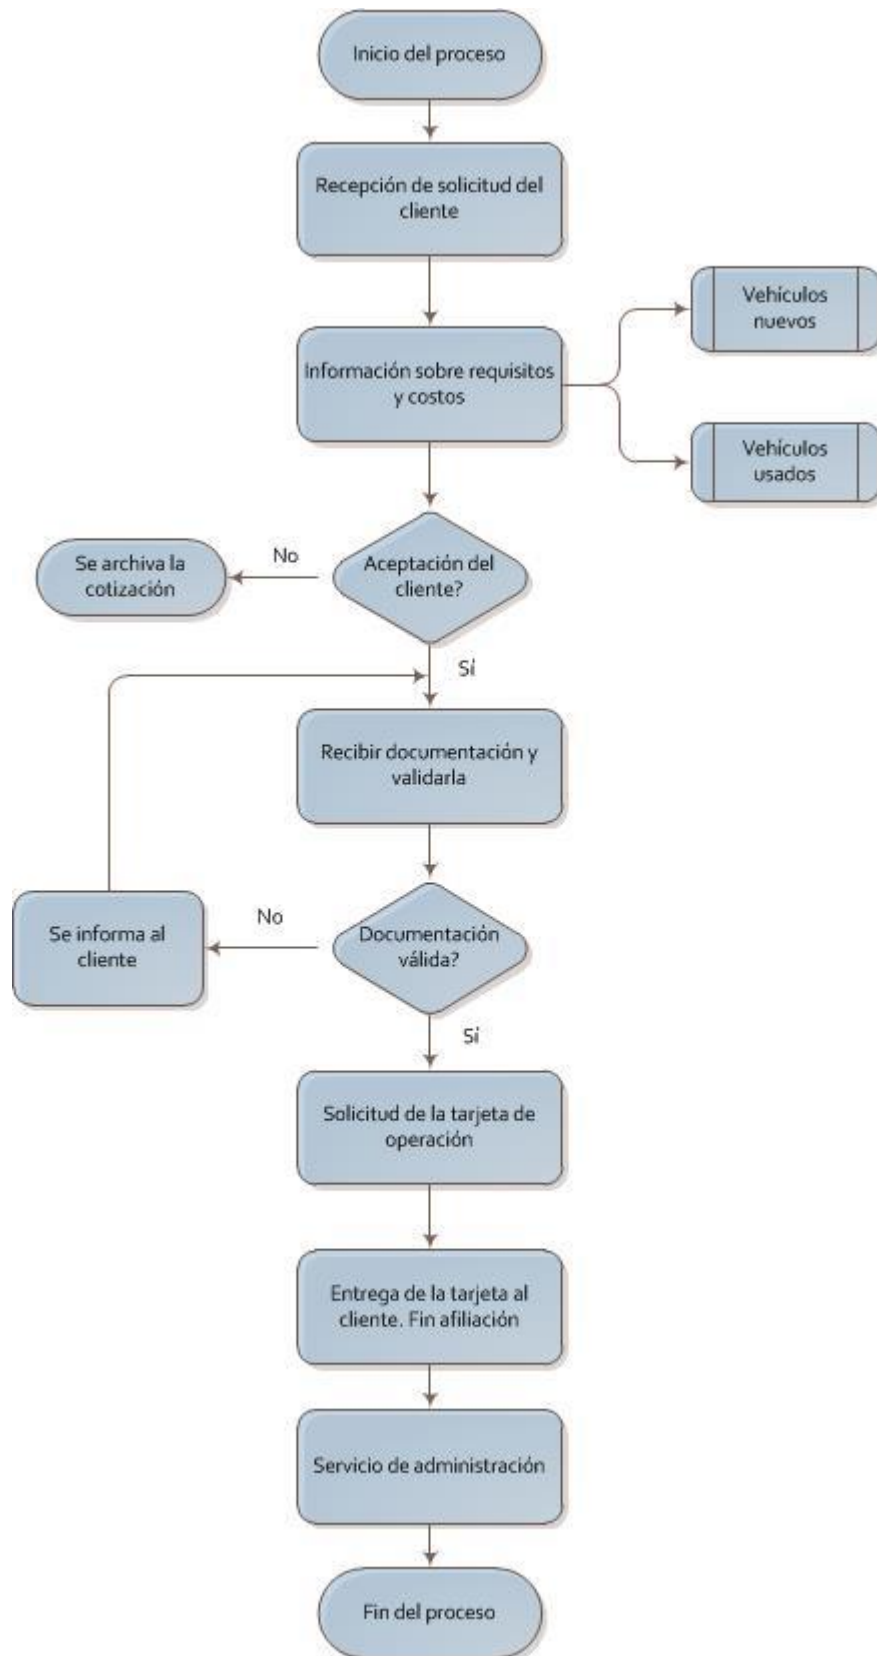 Inicio del proceso
Recepción de solicitud del
cliente
Vehículos
nuevos
Información sobre requisitos
y costos
Vehículos
usados
Aceptación del
cliente?
No
Se archiva la
cotización
Sí
Recibir documentación y
validarla
Documentación
válida?
No
Se informa al
cliente
Sí
Solicitud de la tarjeta de
operación
Entrega de la tarjeta al
cliente. Fin afiliación
Servicio de administración
Fin del proceso